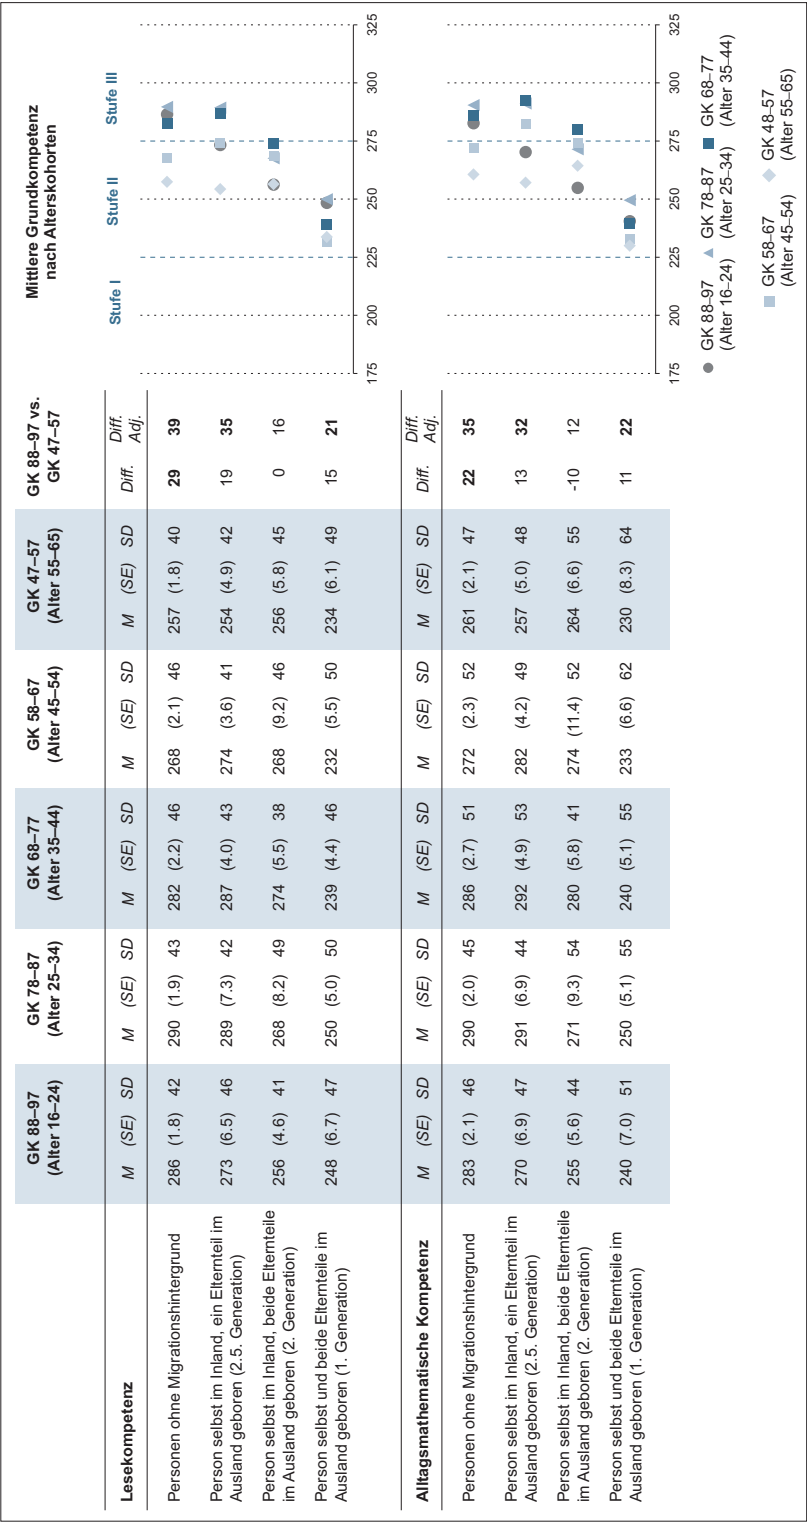 GK 88–97 (Alter 16–24) GK 78–87 (Alter 25–34) GK 68–77 (Alter 35–44) GK 58–67 (Alter 45–54) GK 47–57 (Alter 55–65) GK 88–97 vs. GK 47–57 Mittlere Grundkompetenz nach Alterskohorten
Lesekompetenz M (SE) SD M (SE) SD M (SE) SD M (SE) SD M (SE) SD Diff. Diff. Adj. Stufe I Stufe II Stufe III
Personen ohne Migrationshintergrund 286 (1.8) 42 290 (1.9) 43 282 (2.2) 46 268 (2.1) 46 257 (1.8) 40 29 39
Person selbst im Inland, ein Elternteil im
Ausland geboren (2.5. Generation) 273 (6.5) 46 289 (7.3) 42 287 (4.0) 43 274 (3.6) 41 254 (4.9) 42 19 35
Person selbst im Inland, beide Elternteile
im Ausland geboren (2. Generation) 256 (4.6) 41 268 (8.2) 49 274 (5.5) 38 268 (9.2) 46 256 (5.8) 45 0 16
Person selbst und beide Elternteile im
Ausland geboren (1. Generation) 248 (6.7) 47 250 (5.0) 50 239 (4.4) 46 232 (5.5) 50 234 (6.1) 49 15 21
175 200 225 250 275 300 325
Alltagsmathematische Kompetenz M (SE) SD M (SE) SD M (SE) SD M (SE) SD M (SE) SD Diff. Diff. Adj.
Personen ohne Migrationshintergrund 283 (2.1) 46 290 (2.0) 45 286 (2.7) 51 272 (2.3) 52 261 (2.1) 47 22 35
Person selbst im Inland, ein Elternteil im
Ausland geboren (2.5. Generation) 270 (6.9) 47 291 (6.9) 44 292 (4.9) 53 282 (4.2) 49 257 (5.0) 48 13 32
Person selbst im Inland, beide Elternteile
im Ausland geboren (2. Generation) 255 (5.6) 44 271 (9.3) 54 280 (5.8) 41 274 (11.4) 52 264 (6.6) 55 -10 12
Person selbst und beide Elternteile im
Ausland geboren (1. Generation) 240 (7.0) 51 250 (5.1) 55 240 (5.1) 55 233 (6.6) 62 230 (8.3) 64 11 22
175 200 225 250 275 300 325
GK 88–97 GK 78–87 GK 68–77
(Alter 16–24) (Alter 25–34) (Alter 35–44)
GK 58–67 GK 48-57
(Alter 45–54) (Alter 55-65)